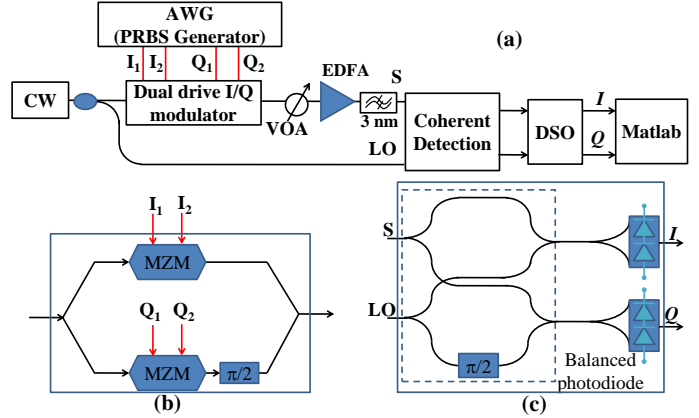 AWG
(PRBS Generator)
(a)
I1 I2 Q1 Q2
EDFA
S
CW
Dual drive I/Q
modulator
VOA
3 nm
LO
Coherent
Detection
DSO
I
Q
Matlab
I1 I2
MZM
Q1 Q2
MZM
π/2
(b)
S
LO
π/2
I
Q
Balanced
photodiode
(c)